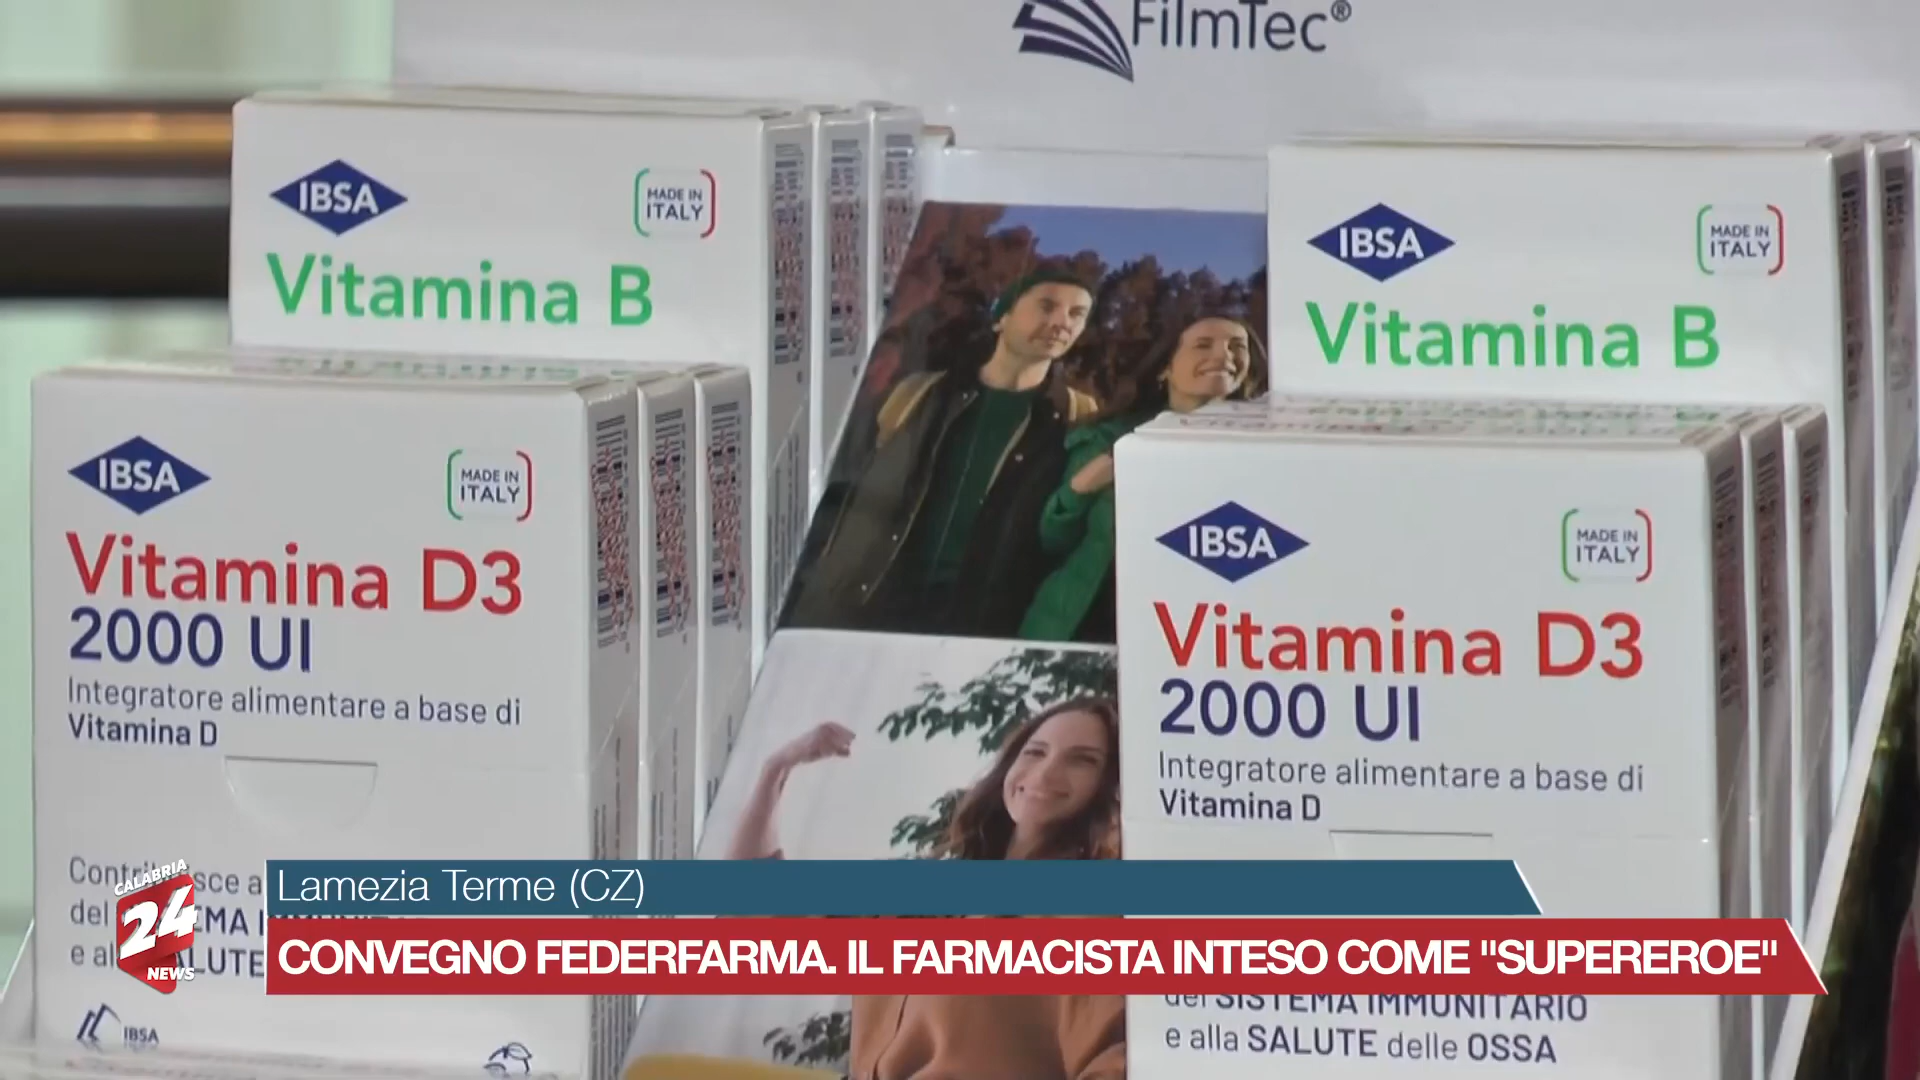 FilmTec®
IBSA
MADE IN
ITALY
Vitamina B
IBSA
MADE IN
ITALY
Vitamina B
IBSA
MADE IN
ITALY
Vitamina D3
2000 UI
Integratore alimentare a base di
Vitamina D
IBSA
MADE IN
ITALY
Vitamina D3
2000 UI
Integratore alimentare a base di
Vitamina D
del SISTEMA IMMUNITARIO
e alla SALUTE delle OSSA
IBSA
CALABRIA
24
NEWS
Lamezia Terme (CZ)
CONVEGNO FEDERFARMA. IL FARMACISTA INTESO COME "SUPEREROE"